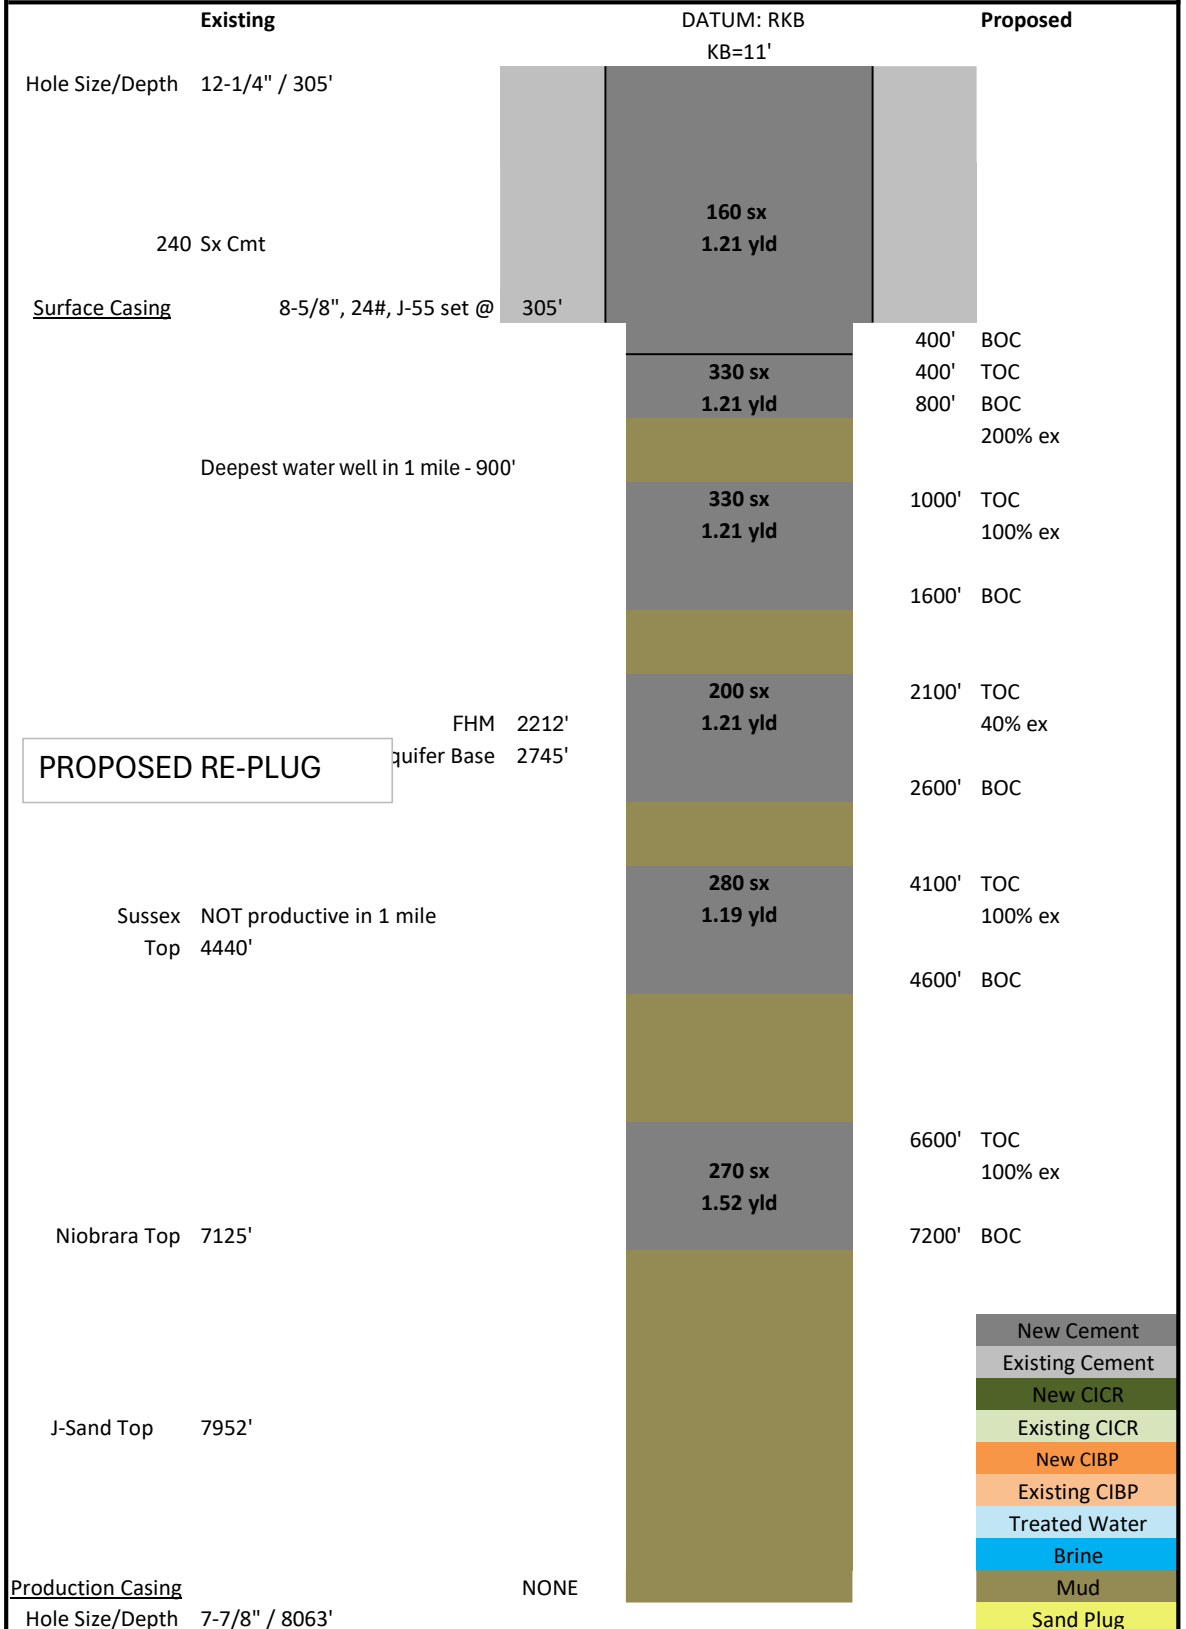 Existing DATUM: RKB Proposed
KB=11'
Hole Size/Depth 12-1/4" / 305'
160 sx
240 Sx Cmt 1.21 yld
Surface Casing 8-5/8", 24#, J-55 set @ 305'
400' BOC
330 sx 400' TOC
1.21 yld 800' BOC
200% ex
Deepest water well in 1 mile - 900'
330 sx 1000' TOC
1.21 yld 100% ex
1600' BOC
200 sx 2100' TOC
FHM 2212' 1.21 yld 40% ex
PROPOSED RE-PLUG quifer Base 2745'
2600' BOC
280 sx 4100' TOC
Sussex NOT productive in 1 mile 1.19 yld 100% ex
Top 4440'
4600' BOC
6600' TOC
270 sx 100% ex
1.52 yld
Niobrara Top 7125' 7200' BOC
New Cement
Existing Cement
New CICR
J-Sand Top 7952' Existing CICR
New CIBP
Existing CIBP
Treated Water
Brine
Production Casing NONE Mud
Hole Size/Depth 7-7/8" / 8063' Sand Plug